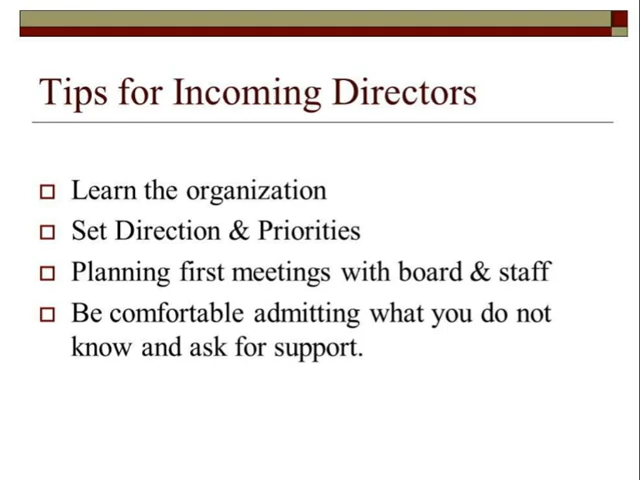 Tips for Incoming Directors
Learn the organization
Set Direction & Priorities
Planning first meetings with board & staff
Be comfortable admitting what you do not
know and ask for support.